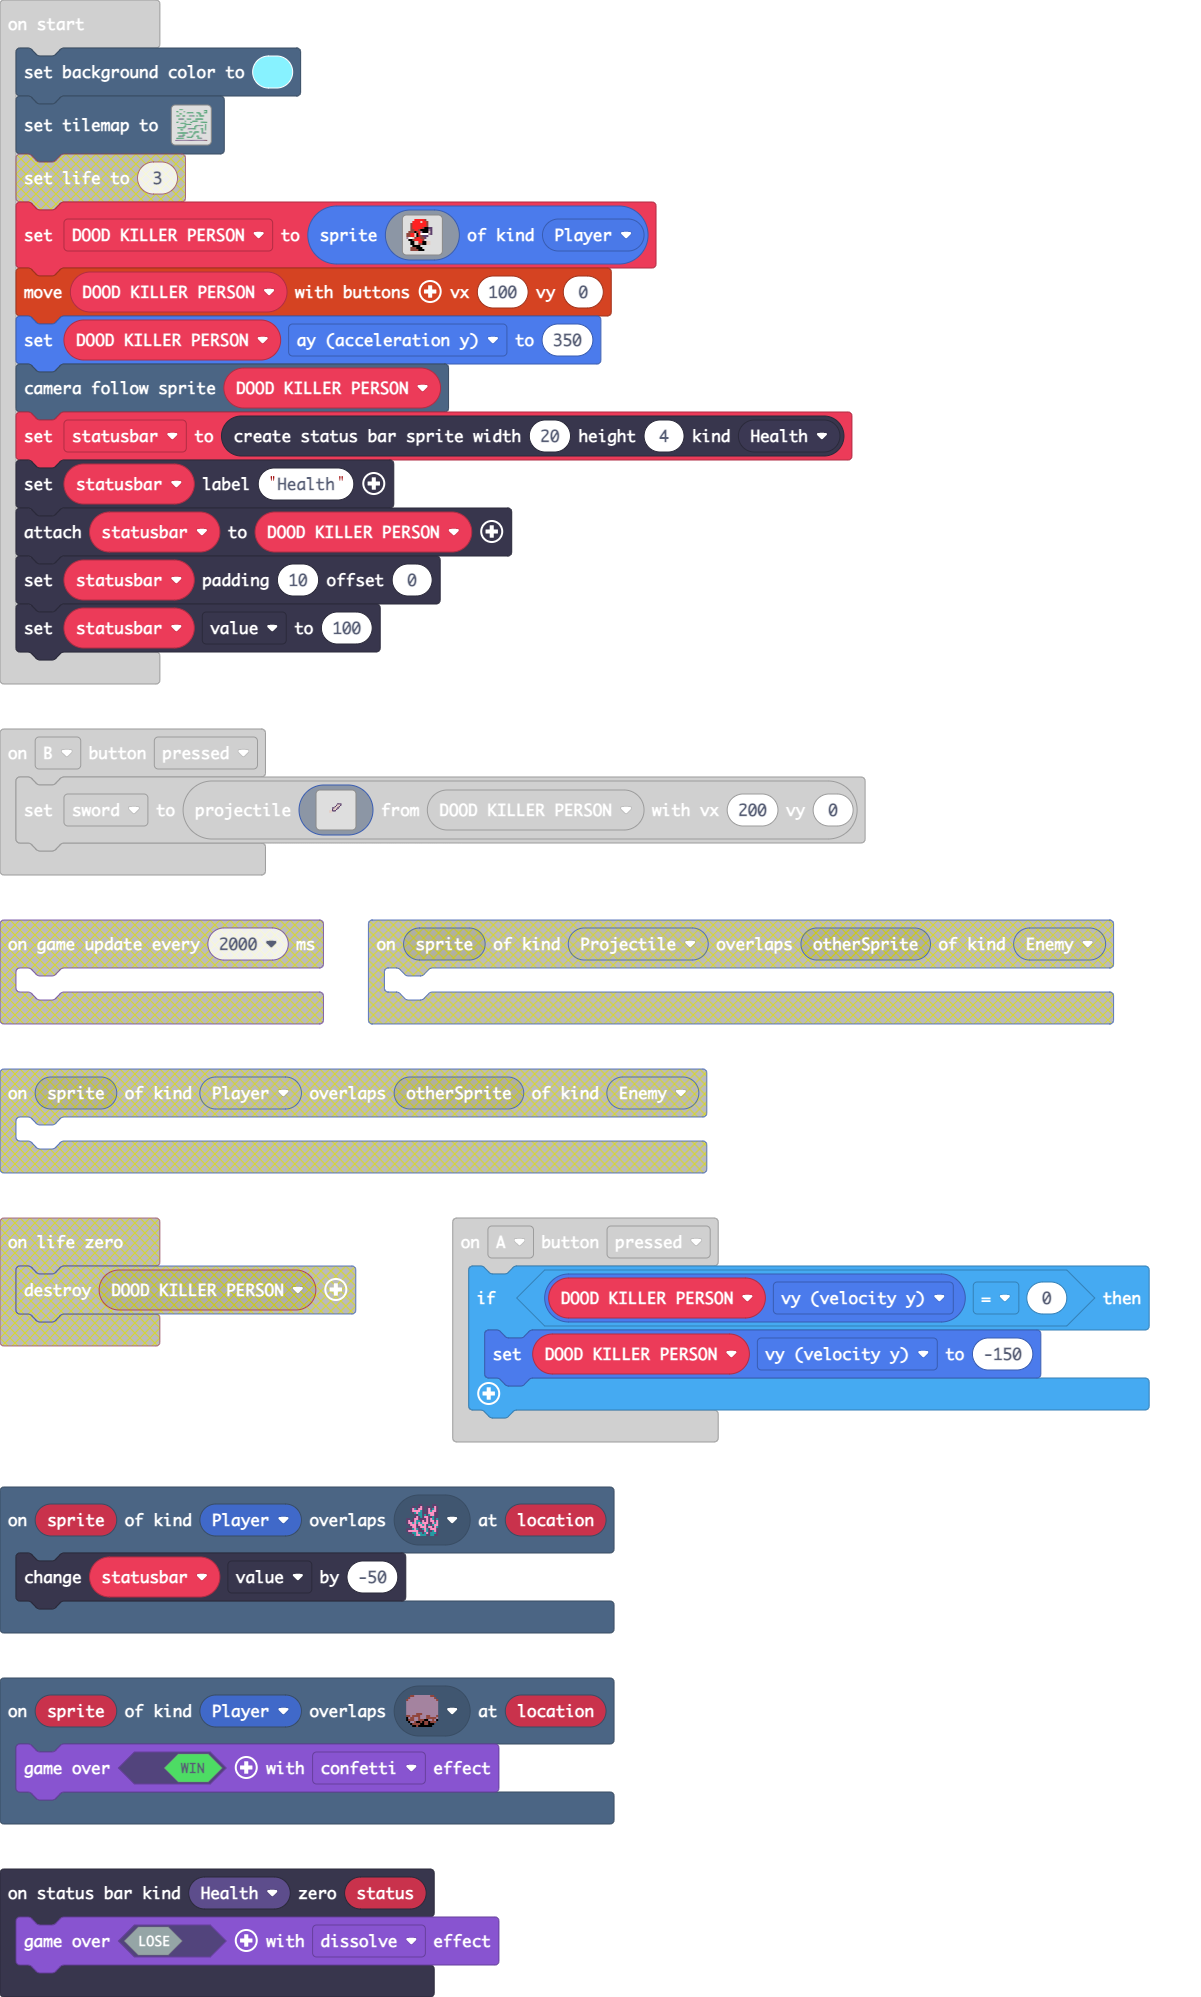 on start
set background color to
set tilemap to
set life to 3
set DOOD KILLER PERSON to sprite of kind Player
move DOOD KILLER PERSON with buttons vx 100 vy 0
set DOOD KILLER PERSON ay (acceleration y) to 350
camera follow sprite DOOD KILLER PERSON
set statusbar to create status bar sprite width 20 height 4 kind Health
set statusbar label "Health"
attach statusbar to DOOD KILLER PERSON
set statusbar padding 10 offset 0
set statusbar value to 100
on B button pressed
set sword to projectile from DOOD KILLER PERSON with vx 200 vy 0
on game update every 2000 ms
on sprite of kind Projectile overlaps otherSprite of kind Enemy
on sprite of kind Player overlaps otherSprite of kind Enemy
on life zero
destroy DOOD KILLER PERSON
on A button pressed
if DOOD KILLER PERSON vy (velocity y) = 0 then
set DOOD KILLER PERSON vy (velocity y) to -150
on sprite of kind Player overlaps at location
change statusbar value by -50
on sprite of kind Player overlaps at location
game over WIN with confetti effect
on status bar kind Health zero status
game over LOSE with dissolve effect